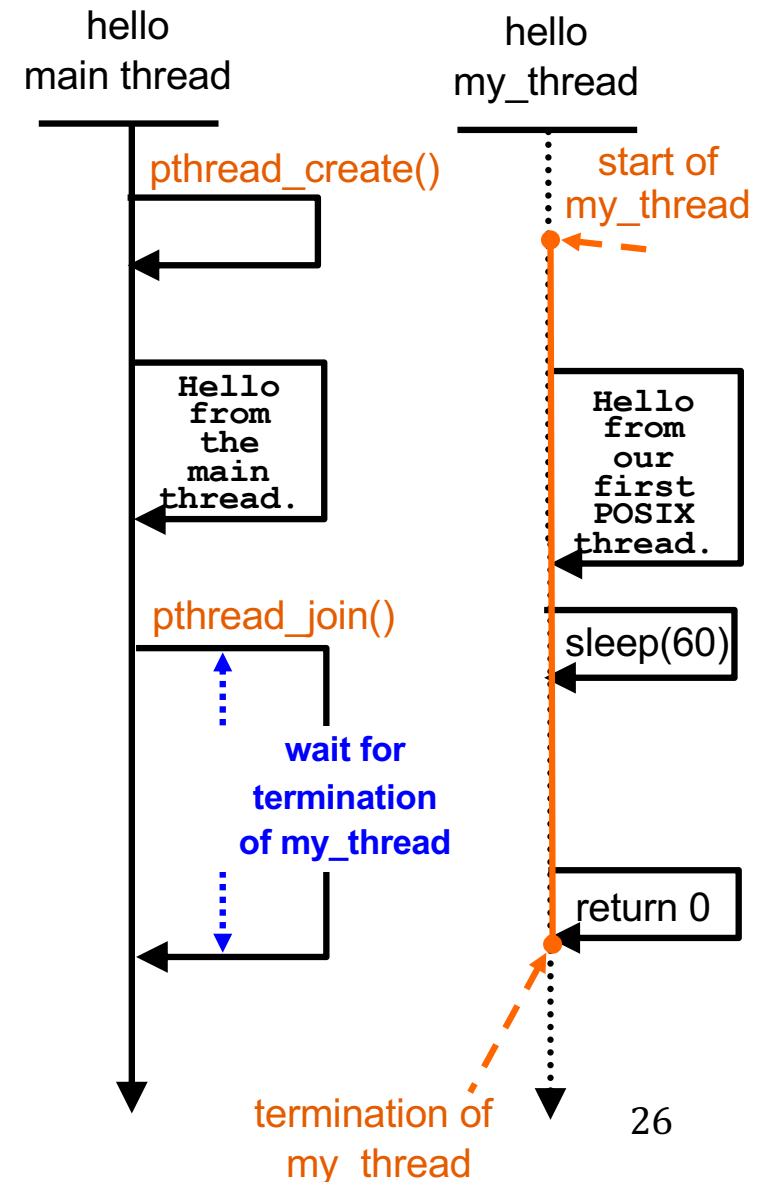 hello
main thread
pthread_create()
Hello
from
the
main
thread.
pthread_join()
wait for
termination
of my_thread
hello
my_thread
start of
my_thread
Hello
from
our
first
POSIX
thread.
sleep(60)
return 0
termination of
my_thread
26